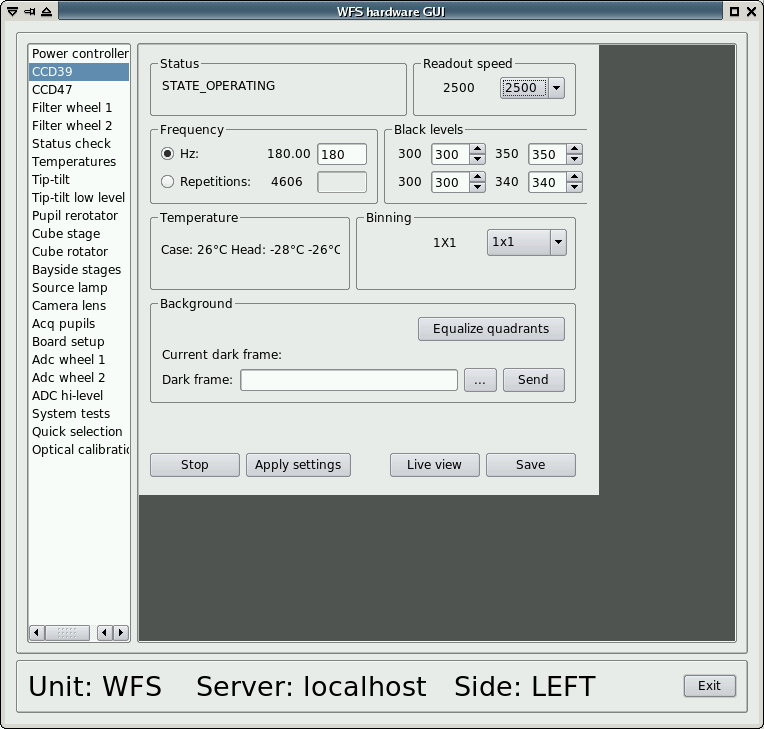 WFS hardware GUI
Power controller
CCD39
CCD47
Filter wheel 1
Filter wheel 2
Status check
Temperatures
Tip-tilt
Tip-tilt low level
Pupil rerotator
Cube stage
Cube rotator
Bayside stages
Source lamp
Camera lens
Acq pupils
Board setup
Adc wheel 1
Adc wheel 2
ADC hi-level
System tests
Quick selection
Optical calibratio
Status
STATE_OPERATING
Readout speed
2500 2500
Frequency
Hz: 180.00 180
Repetitions: 4606
Black levels
300 300 350 350
300 300 340 340
Temperature
Case: 26°C Head: -28°C -26°C
Binning
1X1 1x1
Background
Equalize quadrants
Current dark frame:
Dark frame: ... Send
Stop Apply settings Live view Save
Unit: WFS Server: localhost Side: LEFT Exit